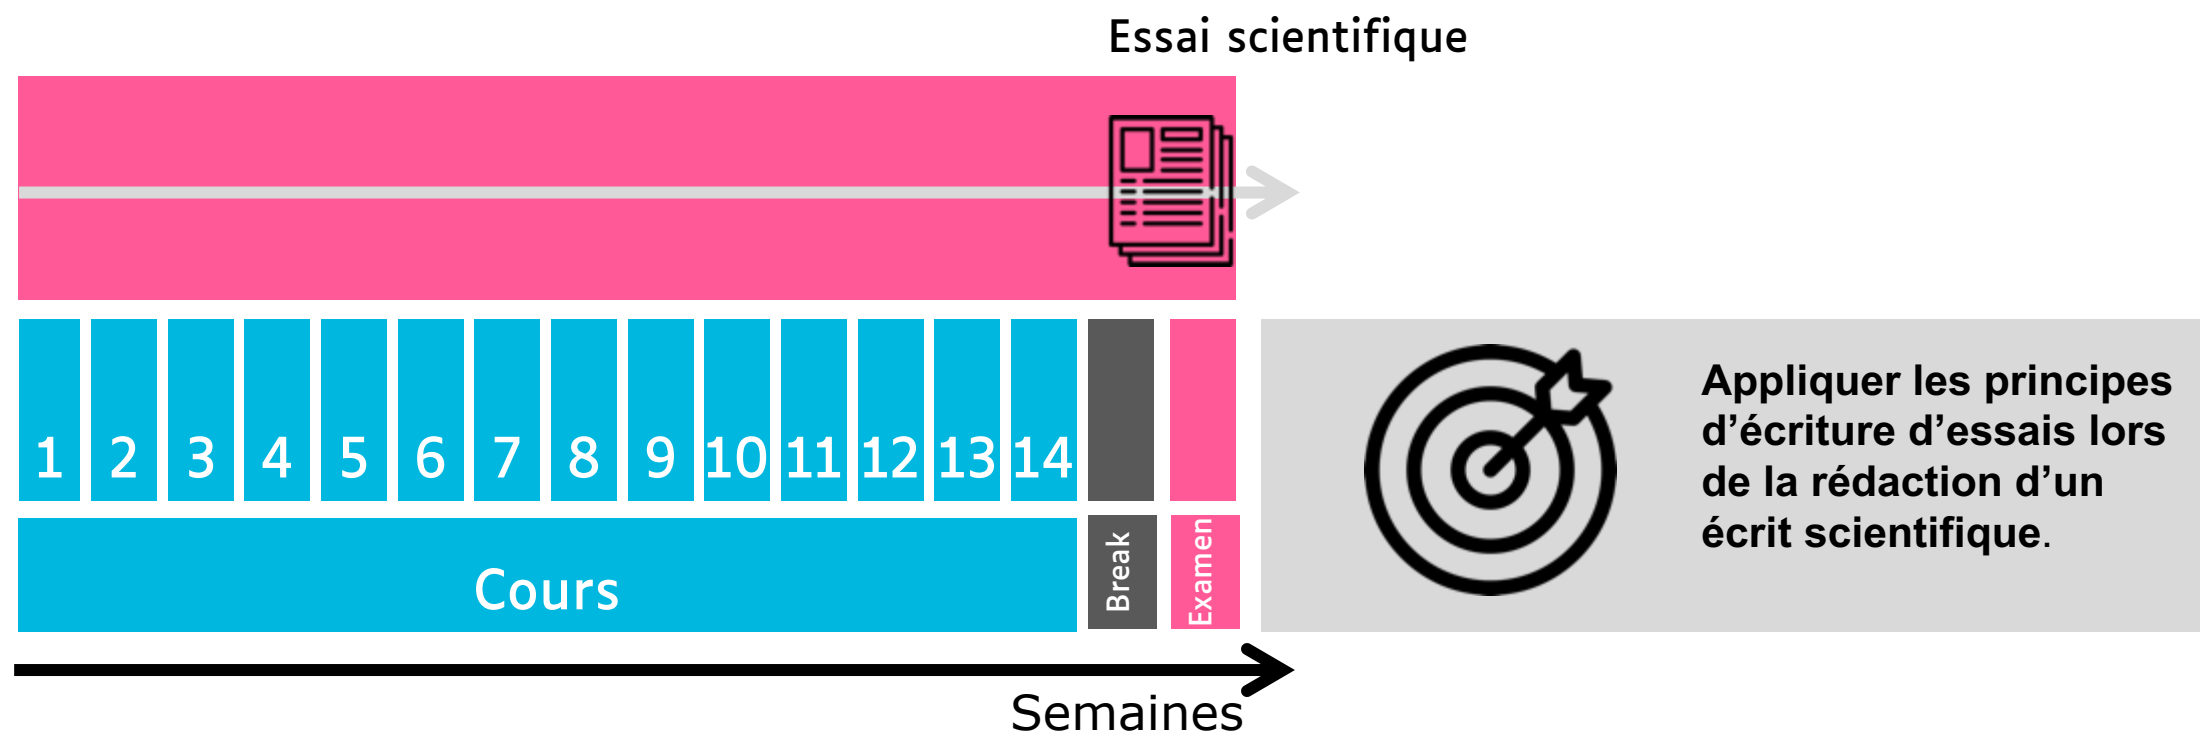 Essai scientifique
1 2 3 4 5 6 7 8 9 10 11 12 13 14
Cours
Break
Examen
Semaines
Appliquer les principes
d’écriture d’essais lors
de la rédaction d’un
écrit scientifique.